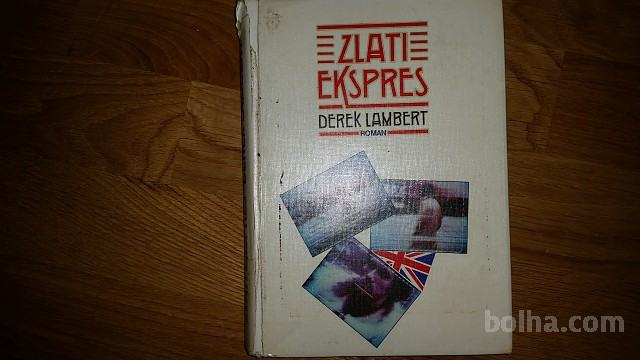 ZLATI
EKSPRES
DEREK LAMBERT
ROMAN
bolha.com